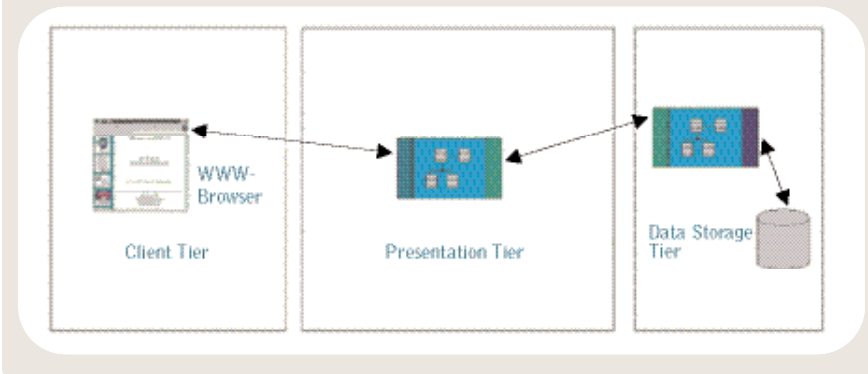 WWW-
Browser
Client Tier
Presentation Tier
Data Storage
Tier